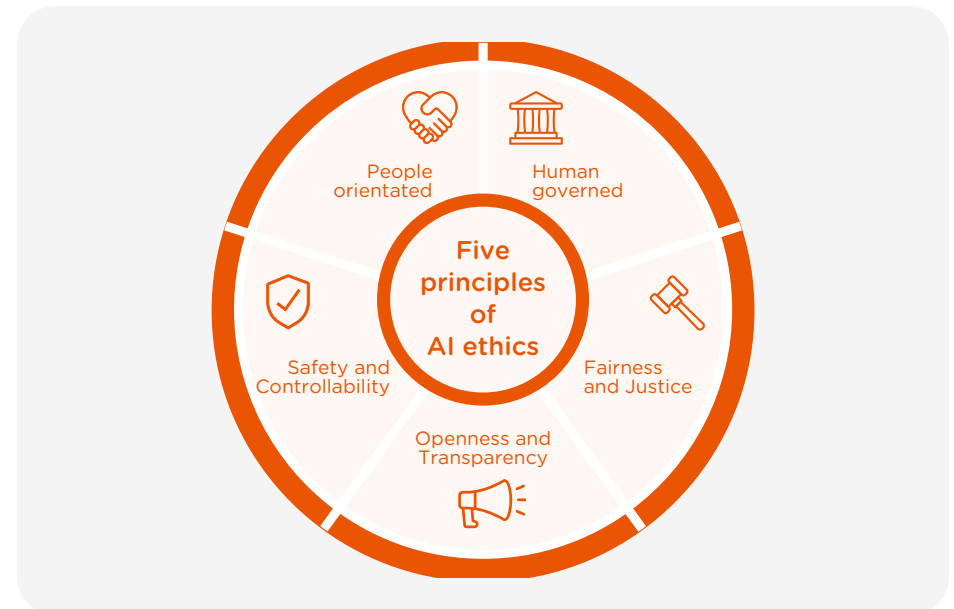 People
orientated
Human
governed
Five
principles
of
AI ethics
Safety and
Controllability
Fairness
and Justice
Openness and
Transparency